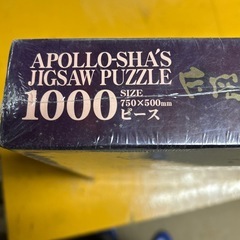 APOLLO-SHA'S
JIGSAW PUZZLE
1000 SIZE
750×500mm
ピース